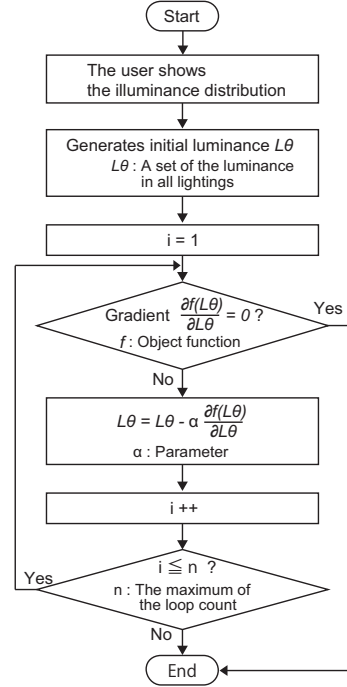 Start
The user shows
the illuminance distribution
Generates initial luminance Lθ
Lθ : A set of the luminance
in all lightings
i = 1
Gradient ∂f(Lθ)/∂Lθ = 0 ?
f : Object function
Yes
No
Lθ = Lθ - α ∂f(Lθ)/∂Lθ
α : Parameter
i ++
i ≦ n ?
Yes
n : The maximum of
the loop count
No
End